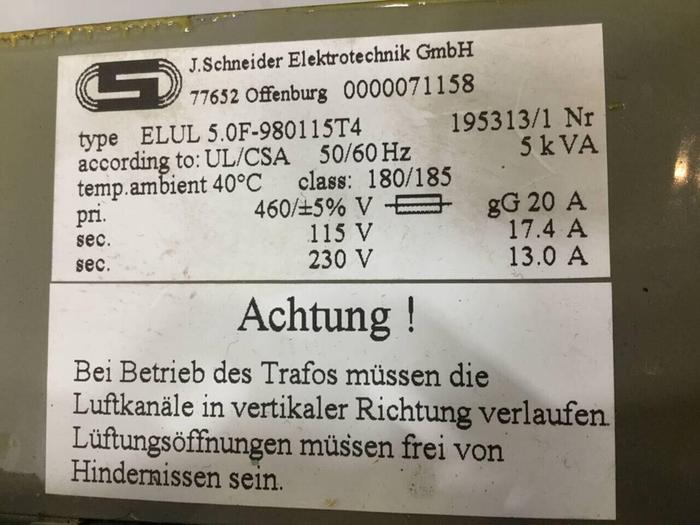 J.Schneider Elektrotechnik GmbH
77652 Offenburg 0000071158
type ELUL 5.0F-980115T4 195313/1 Nr
according to: UL/CSA 50/60 Hz 5 kVA
temp.ambient 40°C class: 180/185
pri. 460/±5% V gG 20 A
sec. 115 V 17.4 A
sec. 230 V 13.0 A
Achtung !
Bei Betrieb des Trafos müssen die
Luftkanäle in vertikaler Richtung verlaufen.
Lüftungsöffnungen müssen frei von
Hindernissen sein.